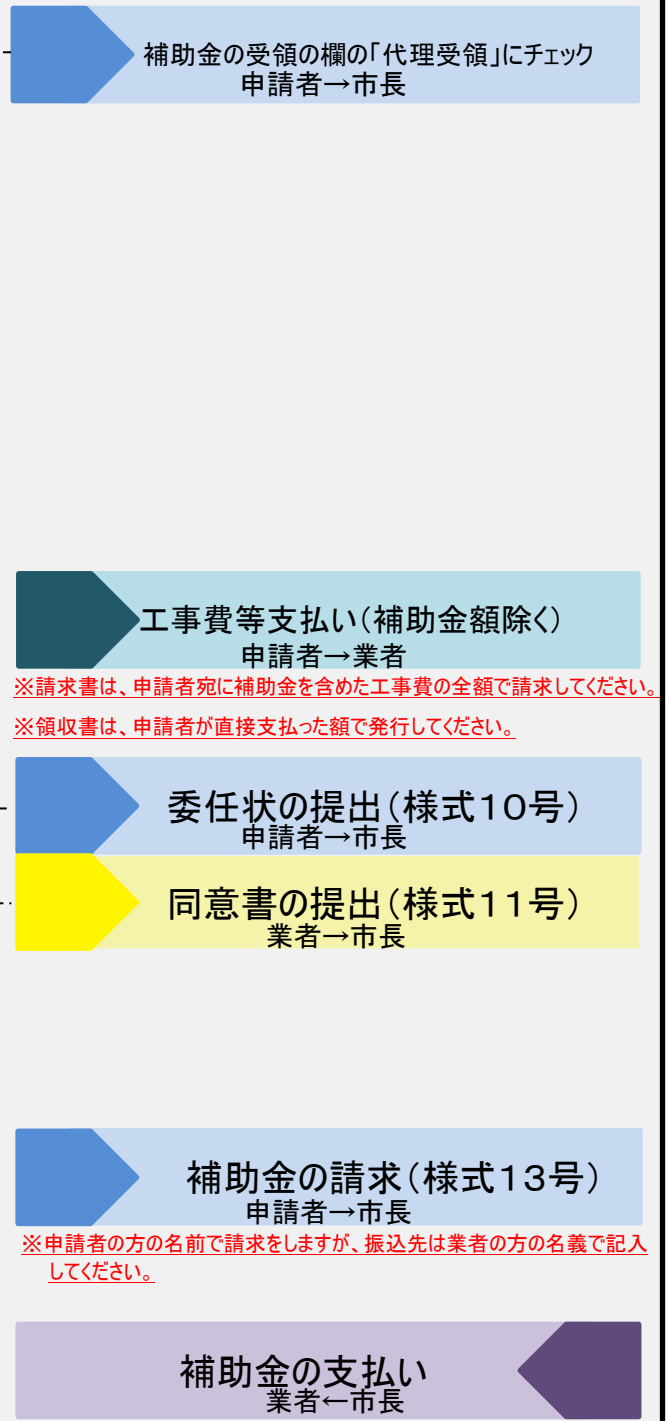 補助金の受領の欄の「代理受領」にチェック
申請者→市長
工事費等支払い（補助金額除く）
申請者→業者
※請求書は、申請者宛に補助金を含めた工事費の全額で請求してください。
※領収書は、申請者が直接支払った額で発行してください。
委任状の提出（様式１０号）
申請者→市長
同意書の提出（様式１１号）
業者→市長
補助金の請求（様式１３号）
申請者→市長
※申請者の方の名前で請求をしますが、振込先は業者の方の名義で記入
してください。
補助金の支払い
業者←市長